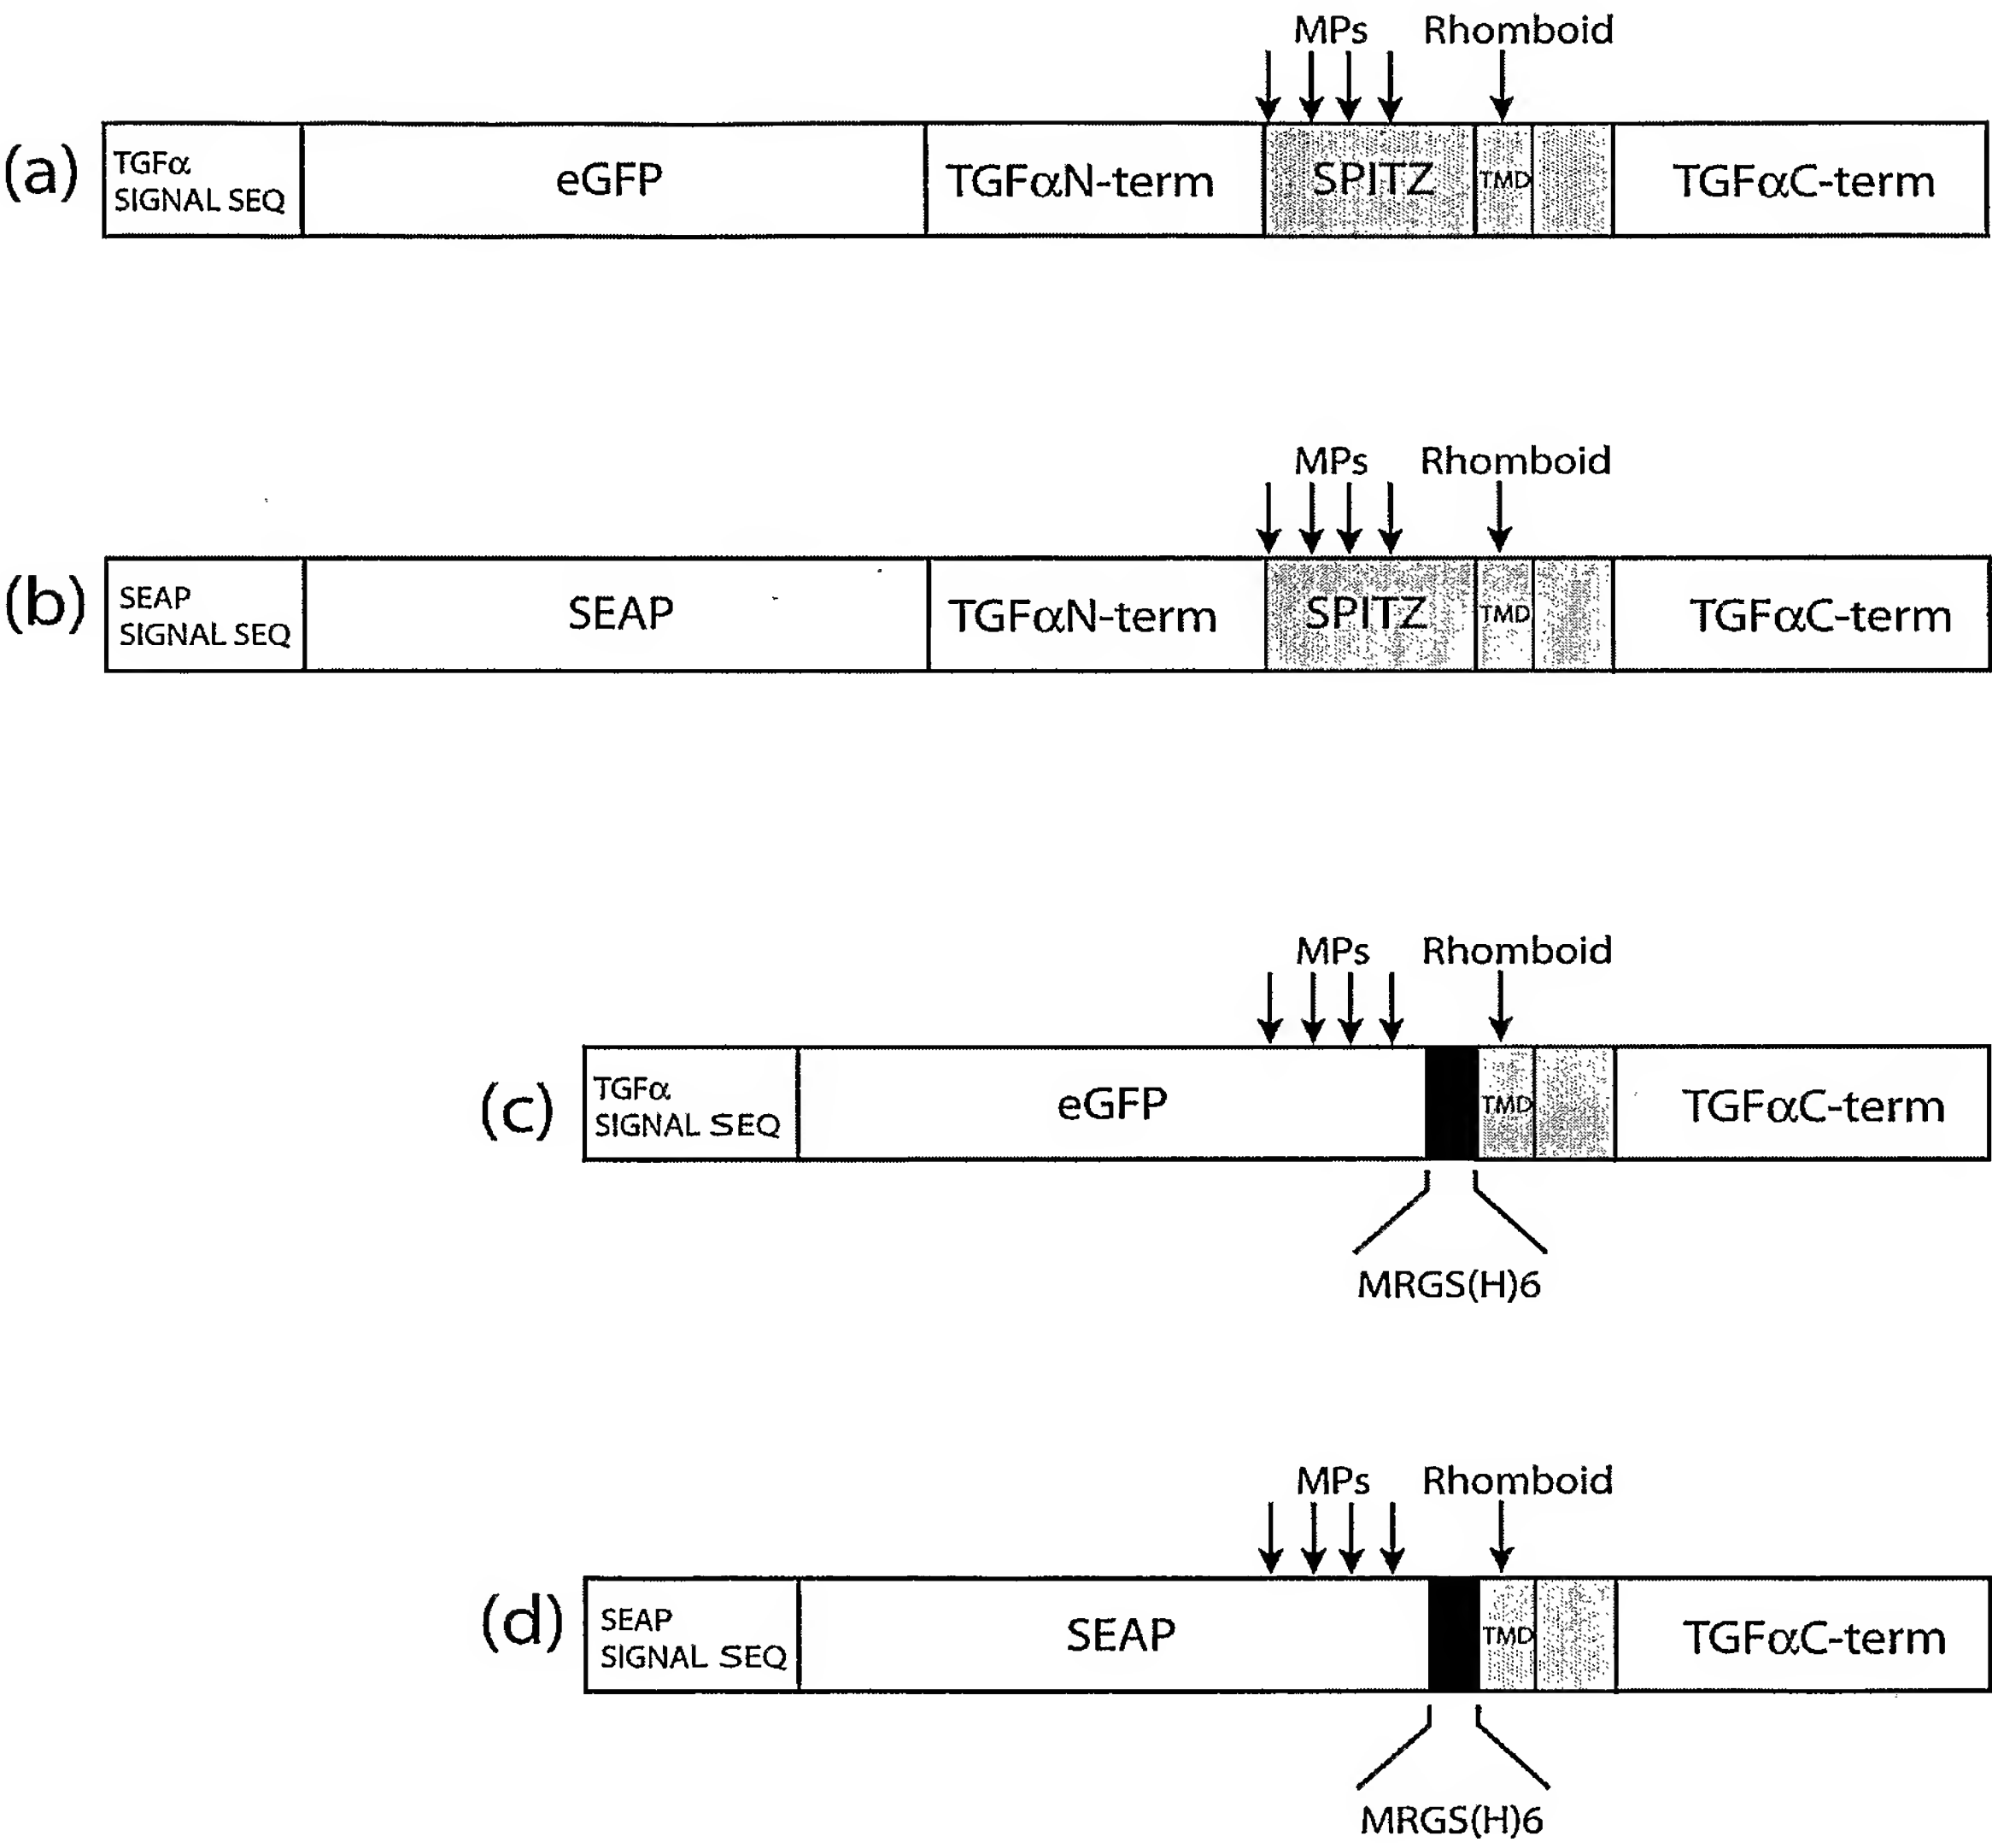 MPs Rhomboid
(a) TGFα
SIGNAL SEQ
eGFP
TGFαN-term
SPITZ
TMD
TGFαC-term
MPs Rhomboid
(b) SEAP
SIGNAL SEQ
SEAP
TGFαN-term
SPITZ
TMD
TGFαC-term
MPs Rhomboid
(c) TGFα
SIGNAL SEQ
eGFP
TMD
TGFαC-term
MRGS(H)6
MPs Rhomboid
(d) SEAP
SIGNAL SEQ
SEAP
TMD
TGFαC-term
MRGS(H)6